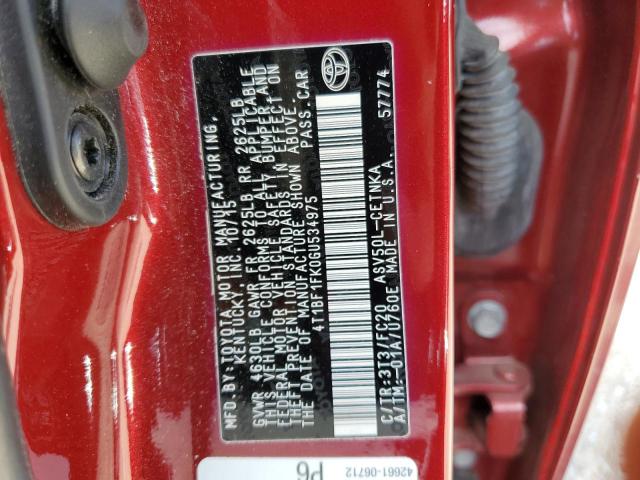 MFD.BY:TOYOTA MOTOR MANUFACTURING,
KENTUCKY, INC. 10/15
GVWR 4630LB GAWR FR 2625LB RR 2625LB
THIS VEHICLE CONFORMS TO ALL APPLICABLE
FEDERAL MOTOR VEHICLE SAFETY, BUMPER, AND
THEFT PREVENTION STANDARDS IN EFFECT ON
THE DATE OF MANUFACTURE SHOWN ABOVE.
4T1BF1FK0GU534975 PASS.CAR
C/TR:3T3/FC20 ASV50L-CETNKA
A/TM:-01A/U760E MADE IN U.S.A. 57774
42661-06712
P6